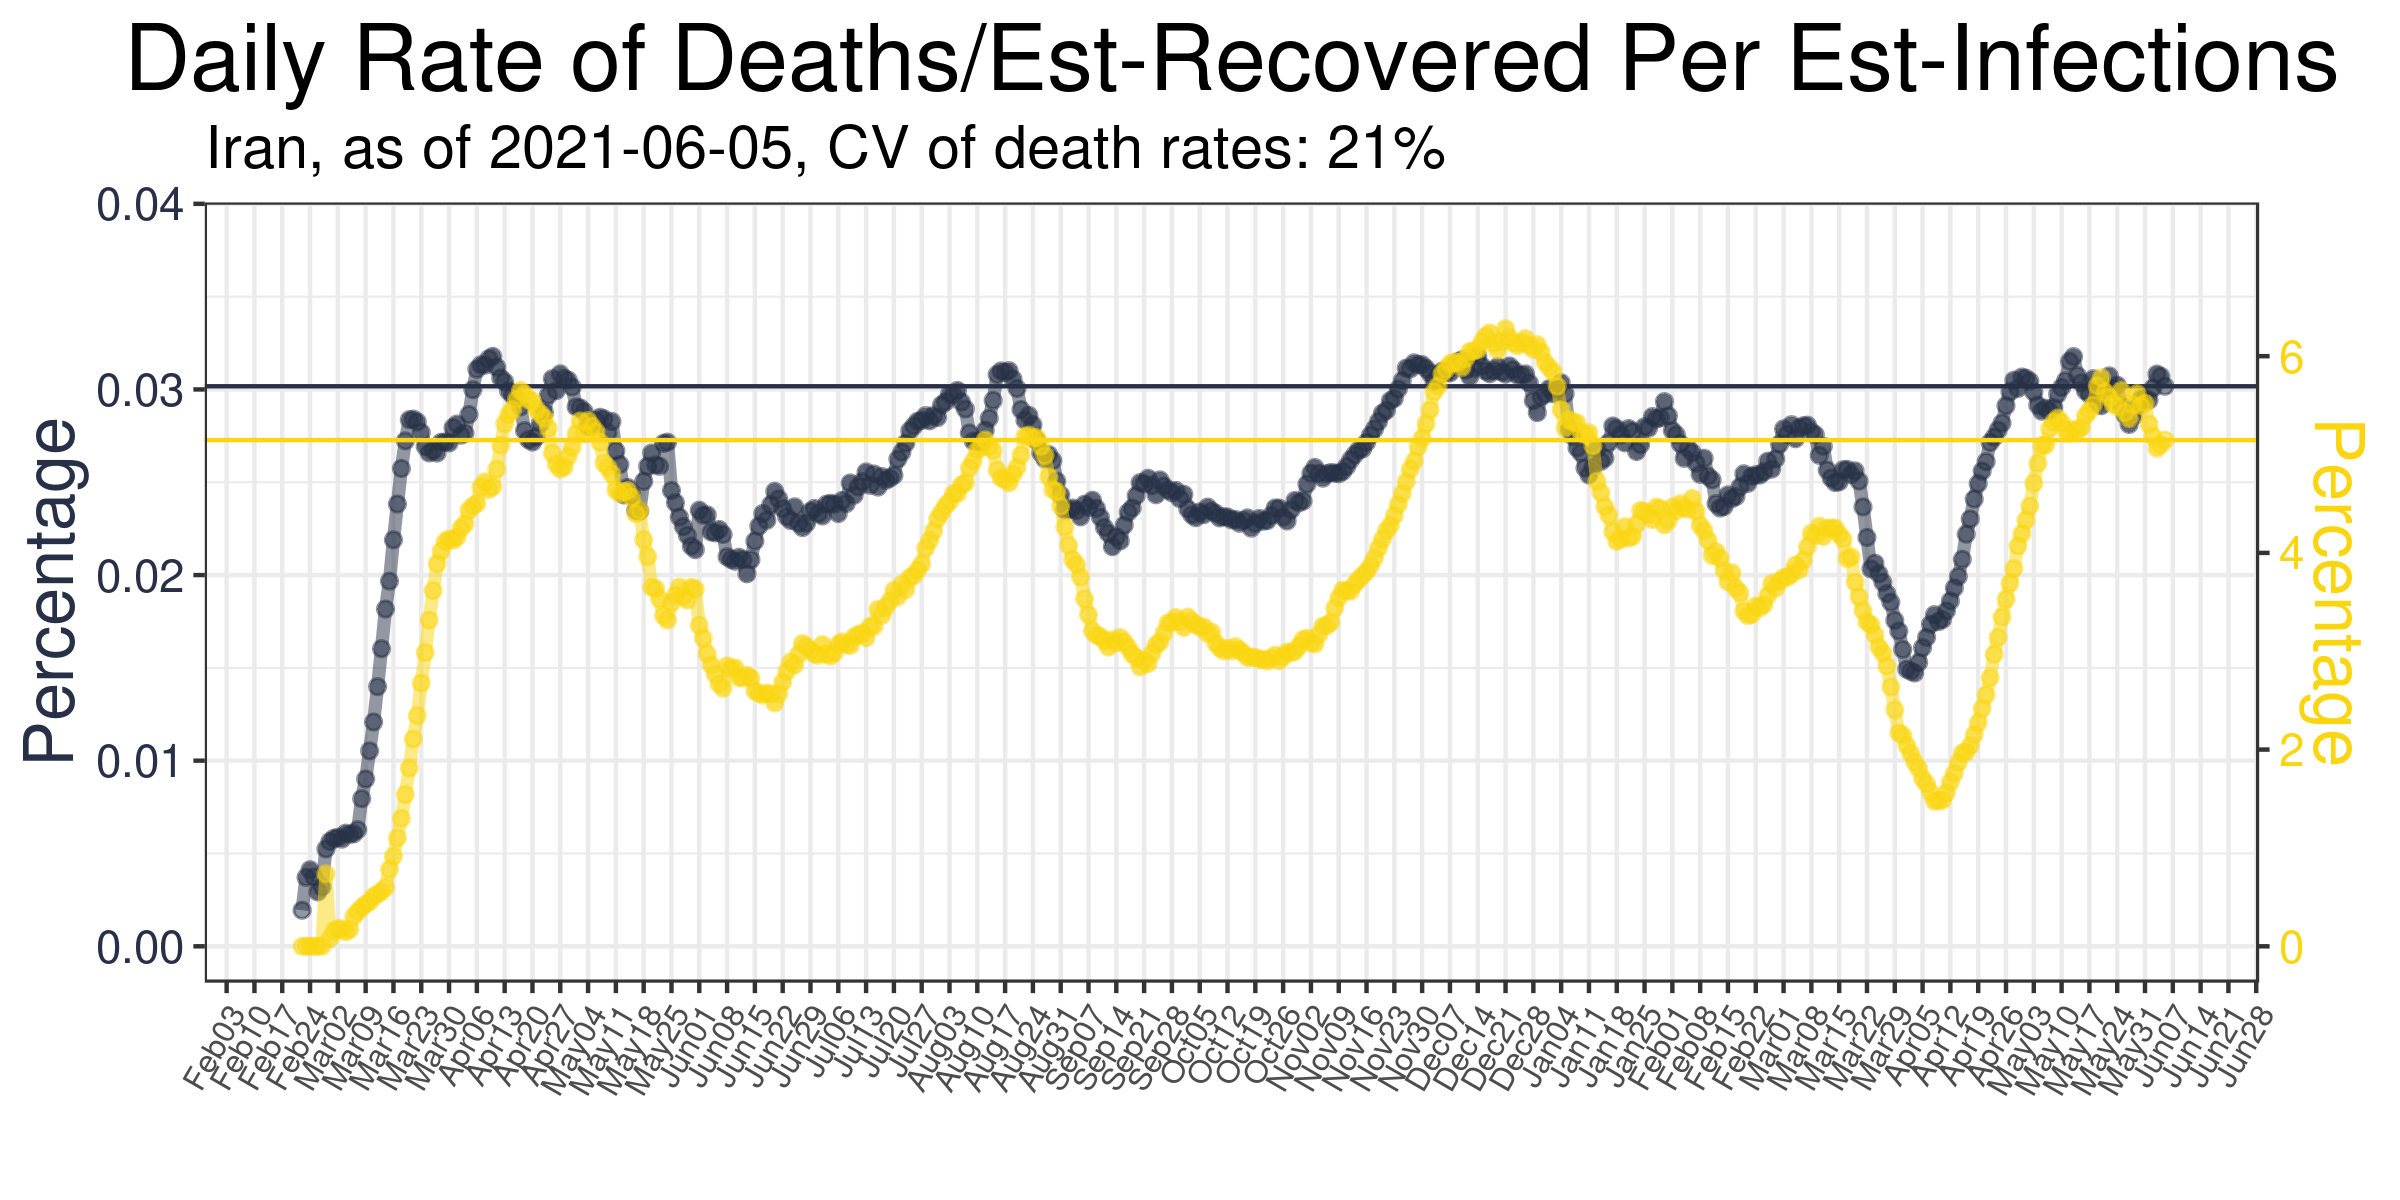 Daily Rate of Deaths/Est-Recovered Per Est-Infections
Iran, as of 2021-06-05, CV of death rates: 21%
Percentage
0.04
0.03
0.02
0.01
0.00
6
4
2
0
Percentage
Feb03
Feb10
Feb17
Feb24
Mar02
Mar09
Mar16
Mar23
Mar30
Apr06
Apr13
Apr20
Apr27
May04
May11
May18
May25
Jun01
Jun08
Jun15
Jun22
Jun29
Jul06
Jul13
Jul20
Jul27
Aug03
Aug10
Aug17
Aug24
Aug31
Sep07
Sep14
Sep21
Sep28
Oct05
Oct12
Oct19
Oct26
Nov02
Nov09
Nov16
Nov23
Nov30
Dec07
Dec14
Dec21
Dec28
Jan04
Jan11
Jan18
Jan25
Feb01
Feb08
Feb15
Feb22
Mar01
Mar08
Mar15
Mar22
Mar29
Apr05
Apr12
Apr19
Apr26
May03
May10
May17
May24
May31
Jun07
Jun14
Jun21
Jun28